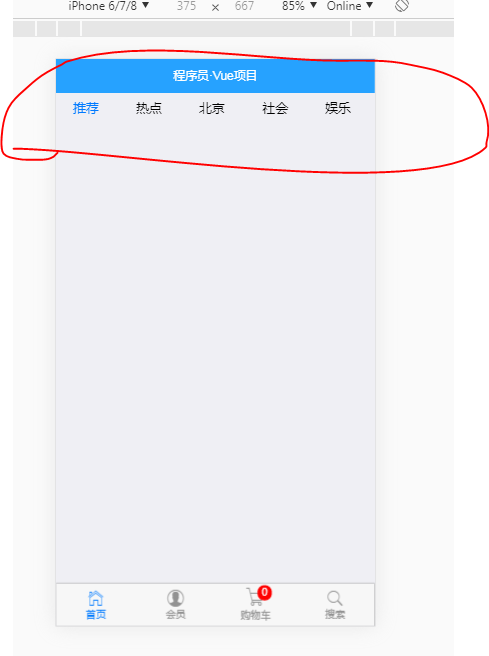 iPhone 6/7/8 ▼ 375 × 667 85% ▼ Online ▼
程序员·Vue项目
推荐 热点 北京 社会 娱乐
0
首页 会员 购物车 搜索